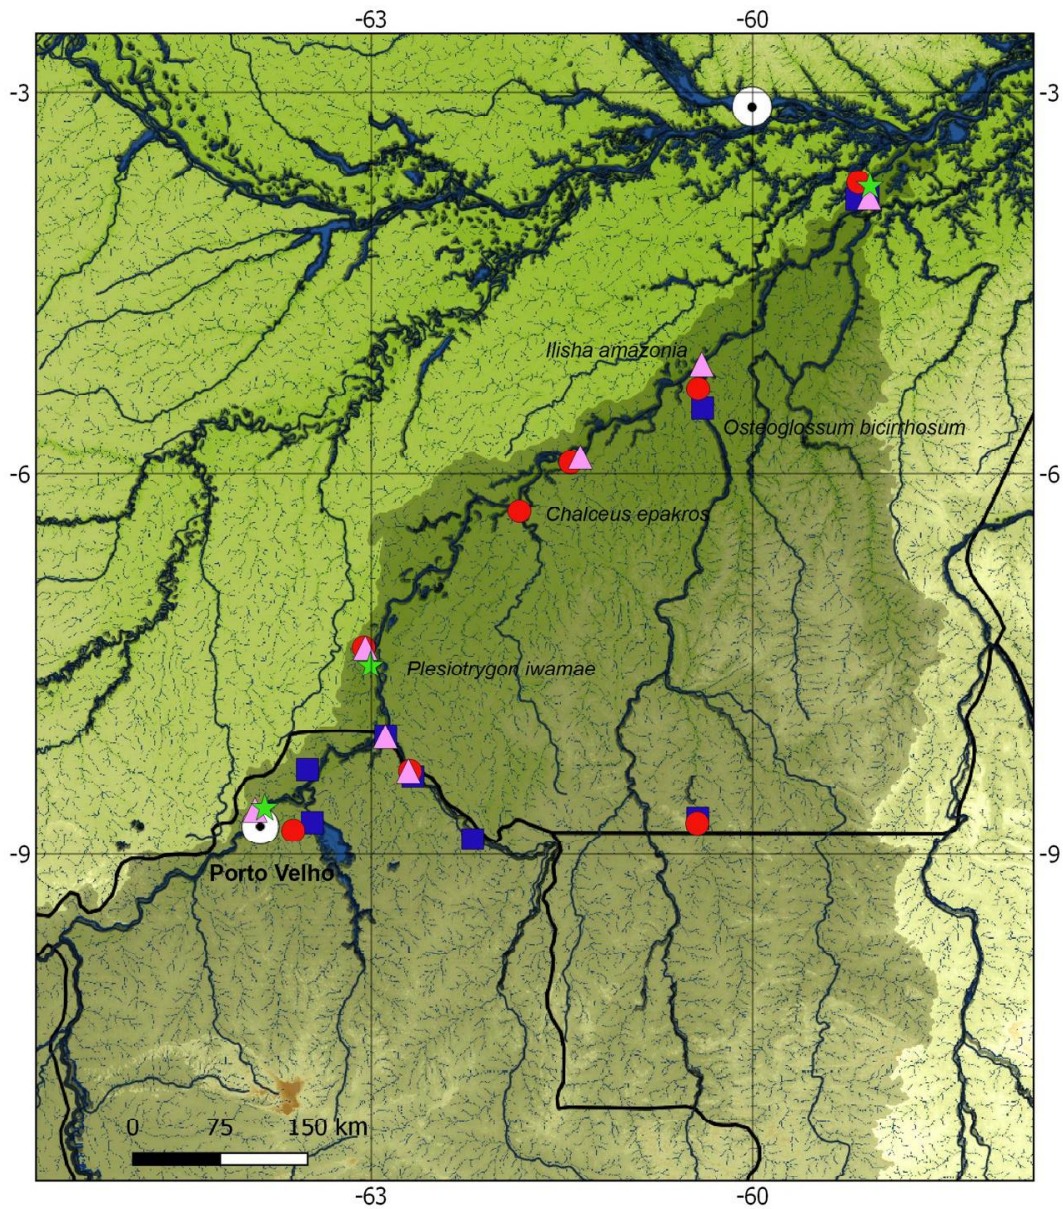 -63 -60
-3 -3
Ilisha amazonia
Osteoglossum bicirrhosum
-6 -6
Chalceus epakros
Plesiotrygon iwamae
-9 -9
Porto Velho
0 75 150 km
-63 -60